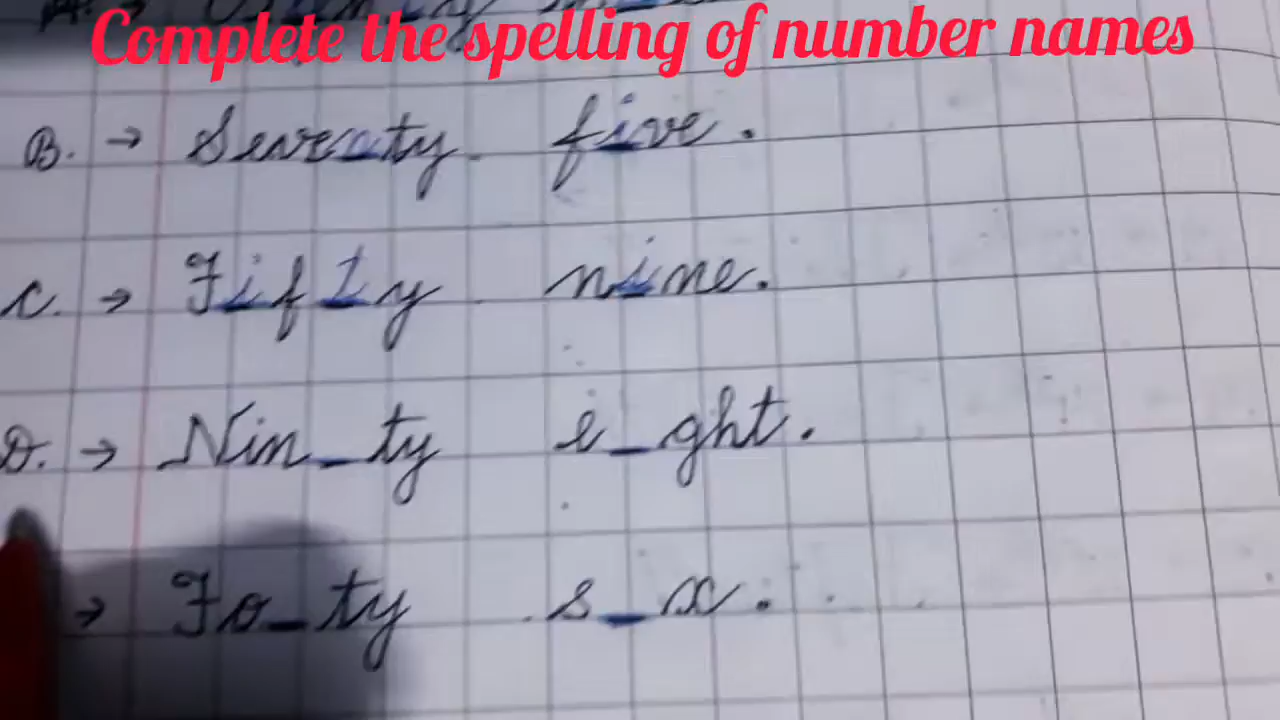 Complete the spelling of number names
B. → Seventy five.
C. → Fifty nine.
D. → Nin_ty e_ght.
→ Fo_ty s_x.